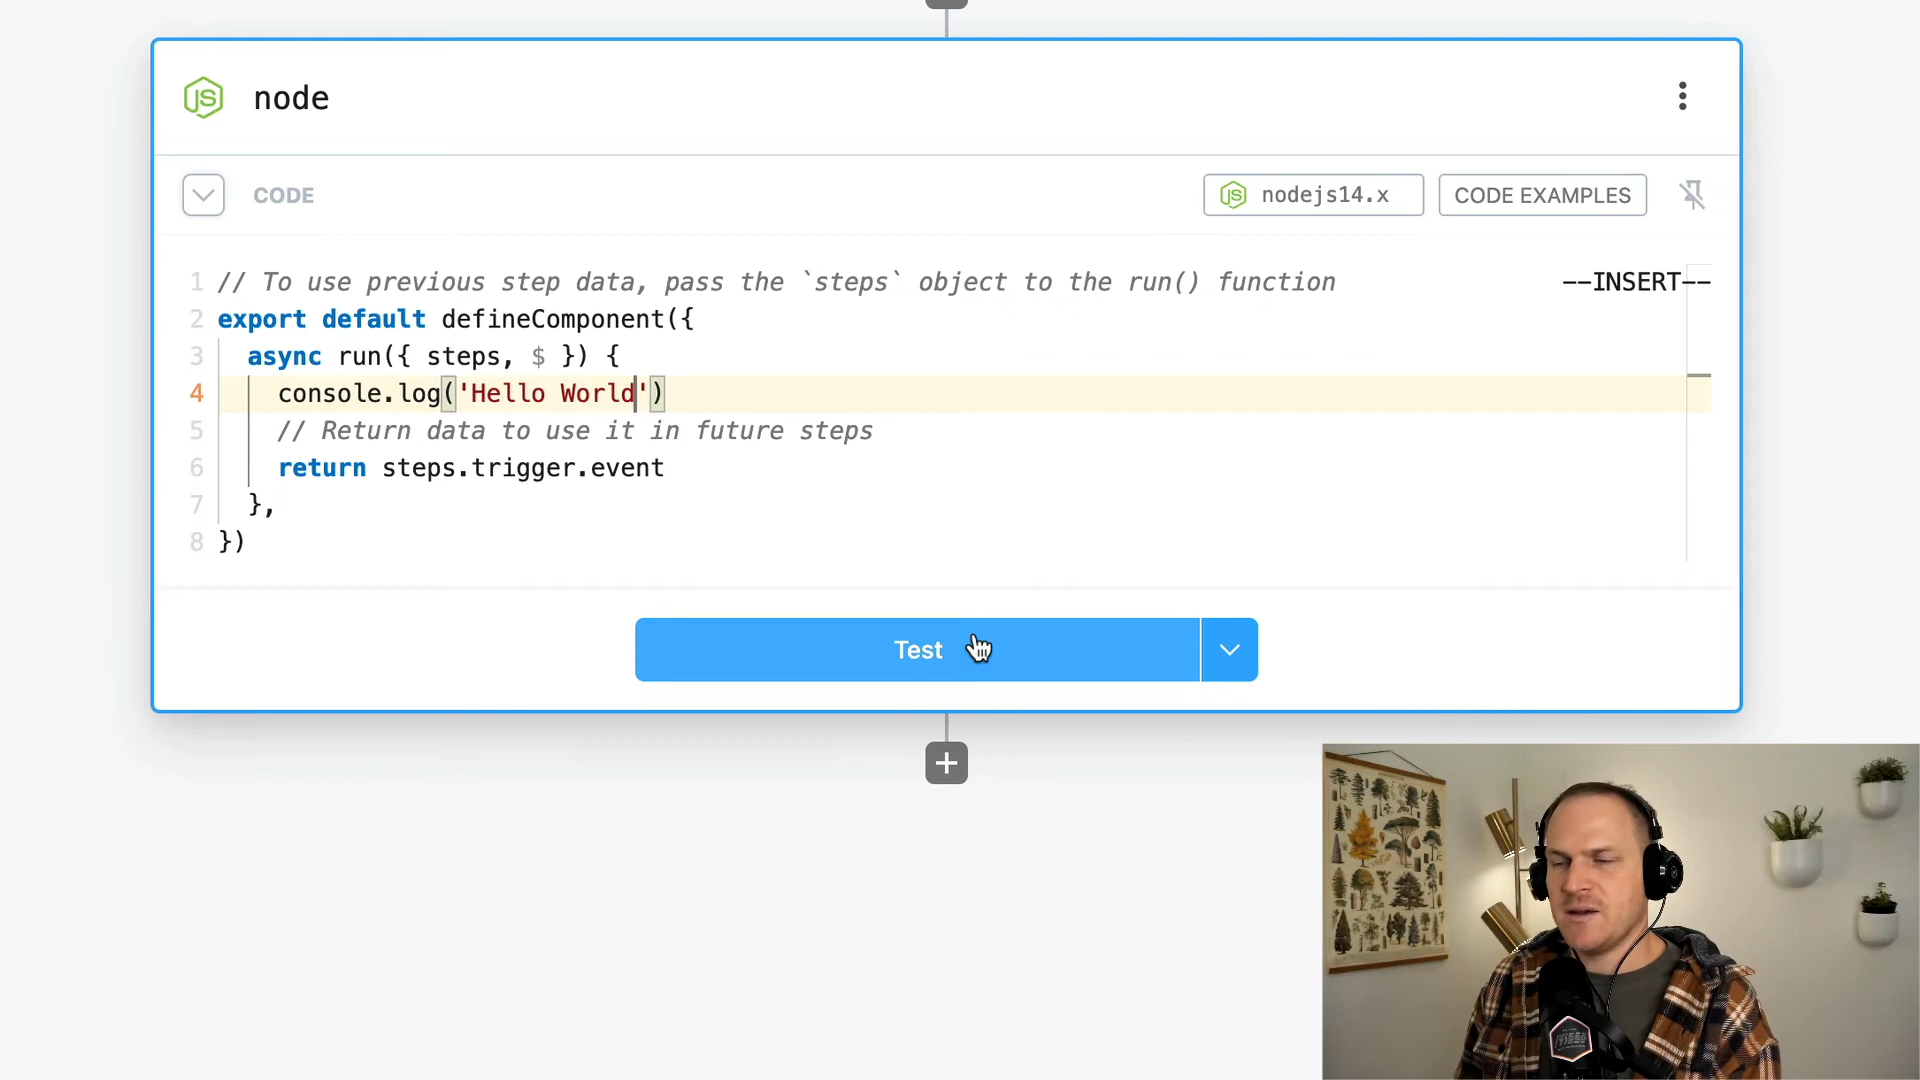 JS node
CODE
JS nodejs14.x
CODE EXAMPLES
1 // To use previous step data, pass the `steps` object to the run() function
--INSERT--
2 export default defineComponent({
3 async run({ steps, $ }) {
4 console.log('Hello World')
5 // Return data to use it in future steps
6 return steps.trigger.event
7 },
8 })
Test